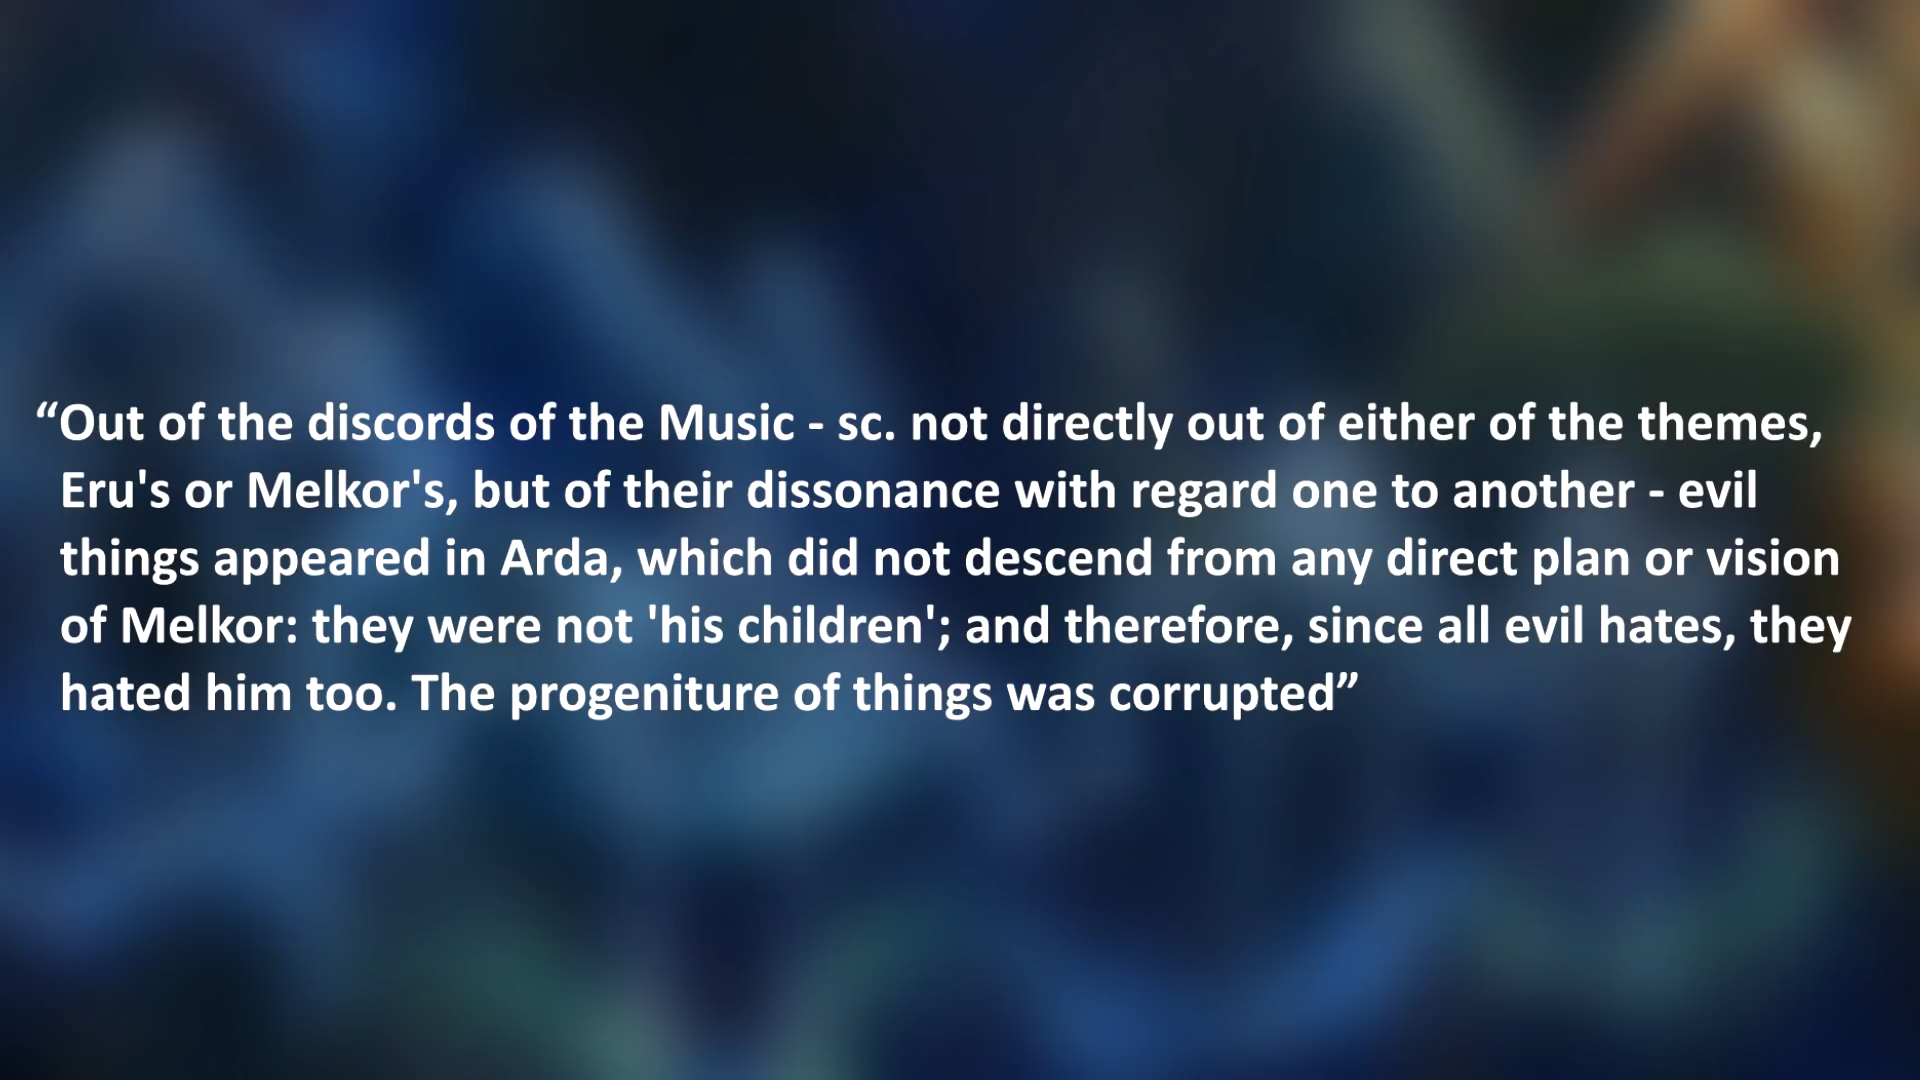 “Out of the discords of the Music - sc. not directly out of either of the themes,
Eru's or Melkor's, but of their dissonance with regard one to another - evil
things appeared in Arda, which did not descend from any direct plan or vision
of Melkor: they were not 'his children'; and therefore, since all evil hates, they
hated him too. The progeniture of things was corrupted”